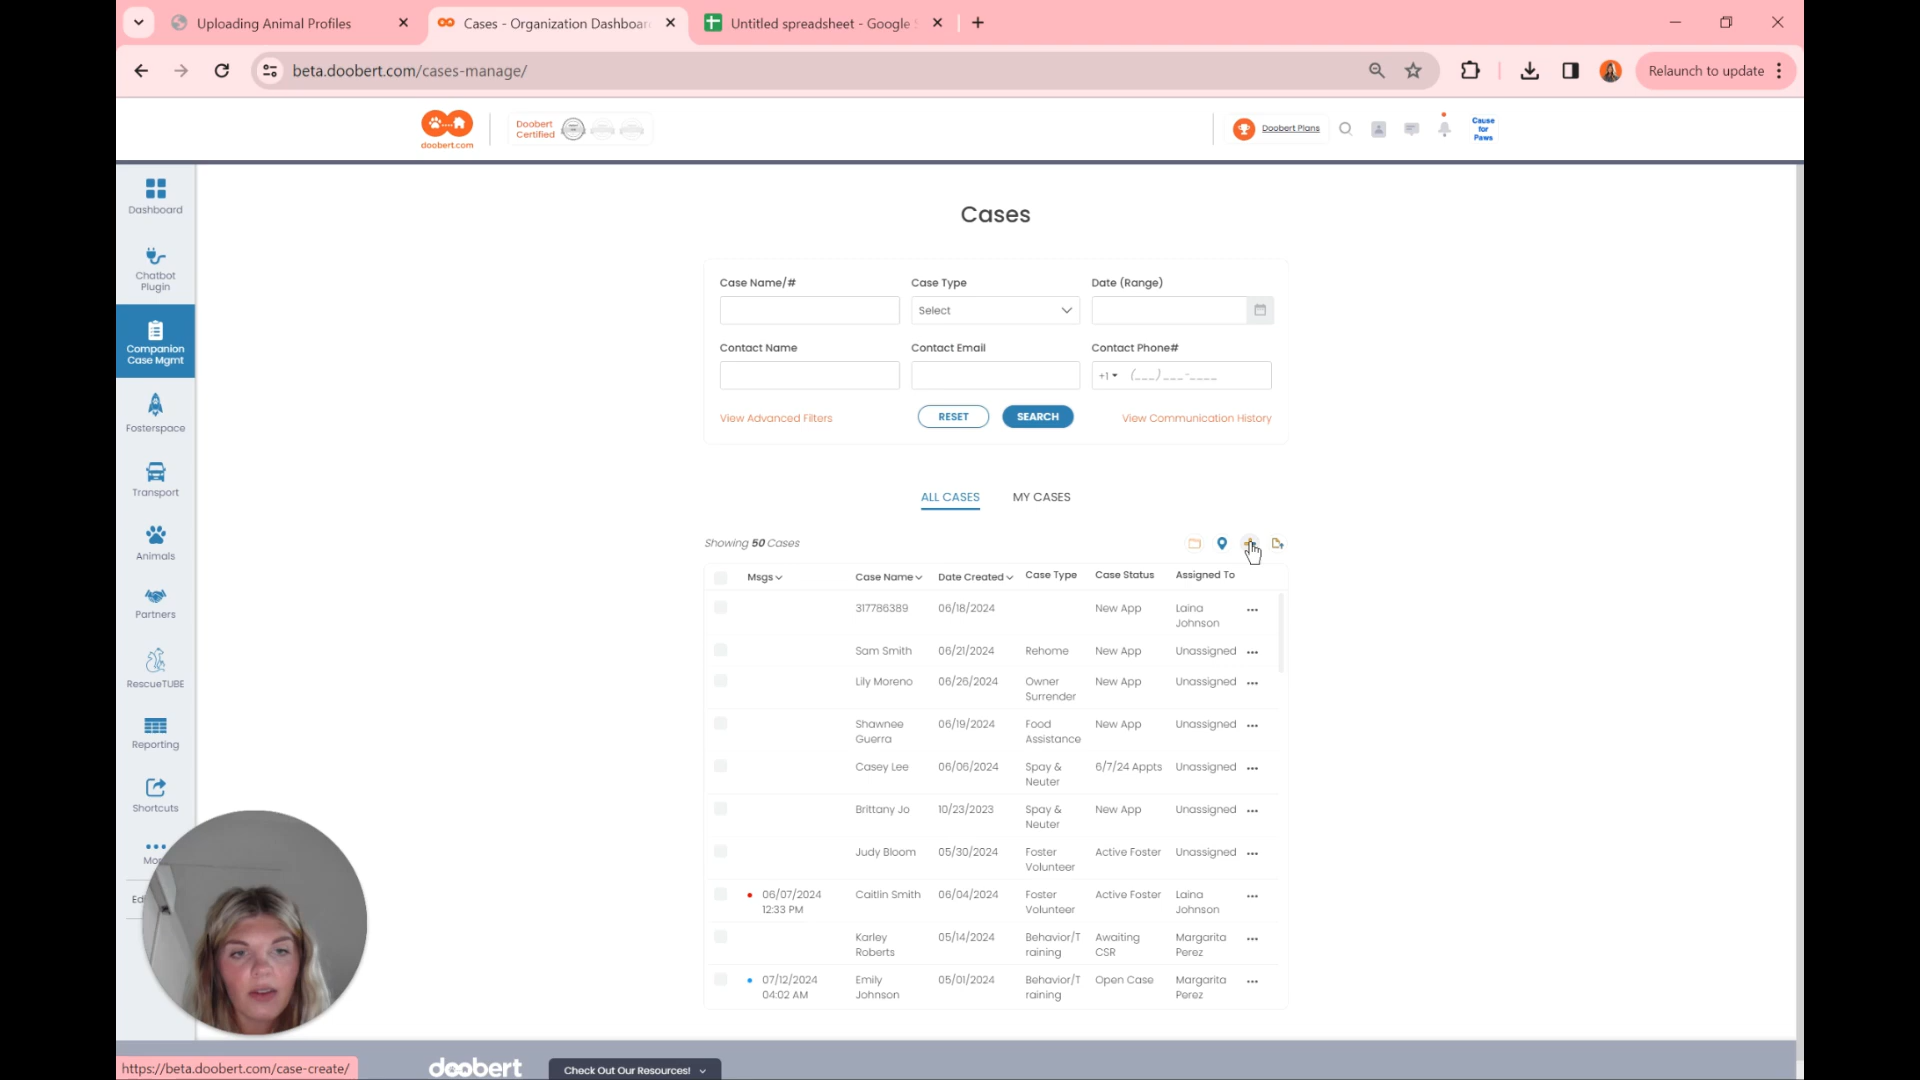 Uploading Animal Profiles
Cases - Organization Dashboar
Untitled spreadsheet - Google S
beta.doobert.com/cases-manage/
Relaunch to update
doobert.com
Doobert
Certified
Doobert Plans
Cause
for
Paws
Dashboard
Chatbot
Plugin
Companion
Case Mgmt
Fosterspace
Transport
Animals
Partners
RescueTUBE
Reporting
Shortcuts
Cases
Case Name/#
Case Type
Date (Range)
Select
Contact Name
Contact Email
Contact Phone#
+1 (___) ___-____
View Advanced Filters
RESET
SEARCH
View Communication History
ALL CASES
MY CASES
Showing 50 Cases
Msgs Case Name Date Created Case Type Case Status Assigned To
317786389 06/18/2024 New App Laina
Johnson
Sam Smith 06/21/2024 Rehome New App Unassigned
Lily Moreno 06/26/2024 Owner New App Unassigned
Surrender
Shawnee 06/19/2024 Food New App Unassigned
Guerra Assistance
Casey Lee 06/06/2024 Spay & 6/7/24 Appts Unassigned
Neuter
Brittany Jo 10/23/2023 Spay & New App Unassigned
Neuter
Judy Bloom 05/30/2024 Foster Active Foster Unassigned
Volunteer
06/07/2024 Caitlin Smith 06/04/2024 Foster Active Foster Laina
12:33 PM Volunteer Johnson
Karley 05/14/2024 Behavior/T Awaiting Margarita
Roberts raining CSR Perez
07/12/2024 Emily 05/01/2024 Behavior/T Open Case Margarita
04:02 AM Johnson raining Perez
https://beta.doobert.com/case-create/
doobert
Check Out Our Resources!